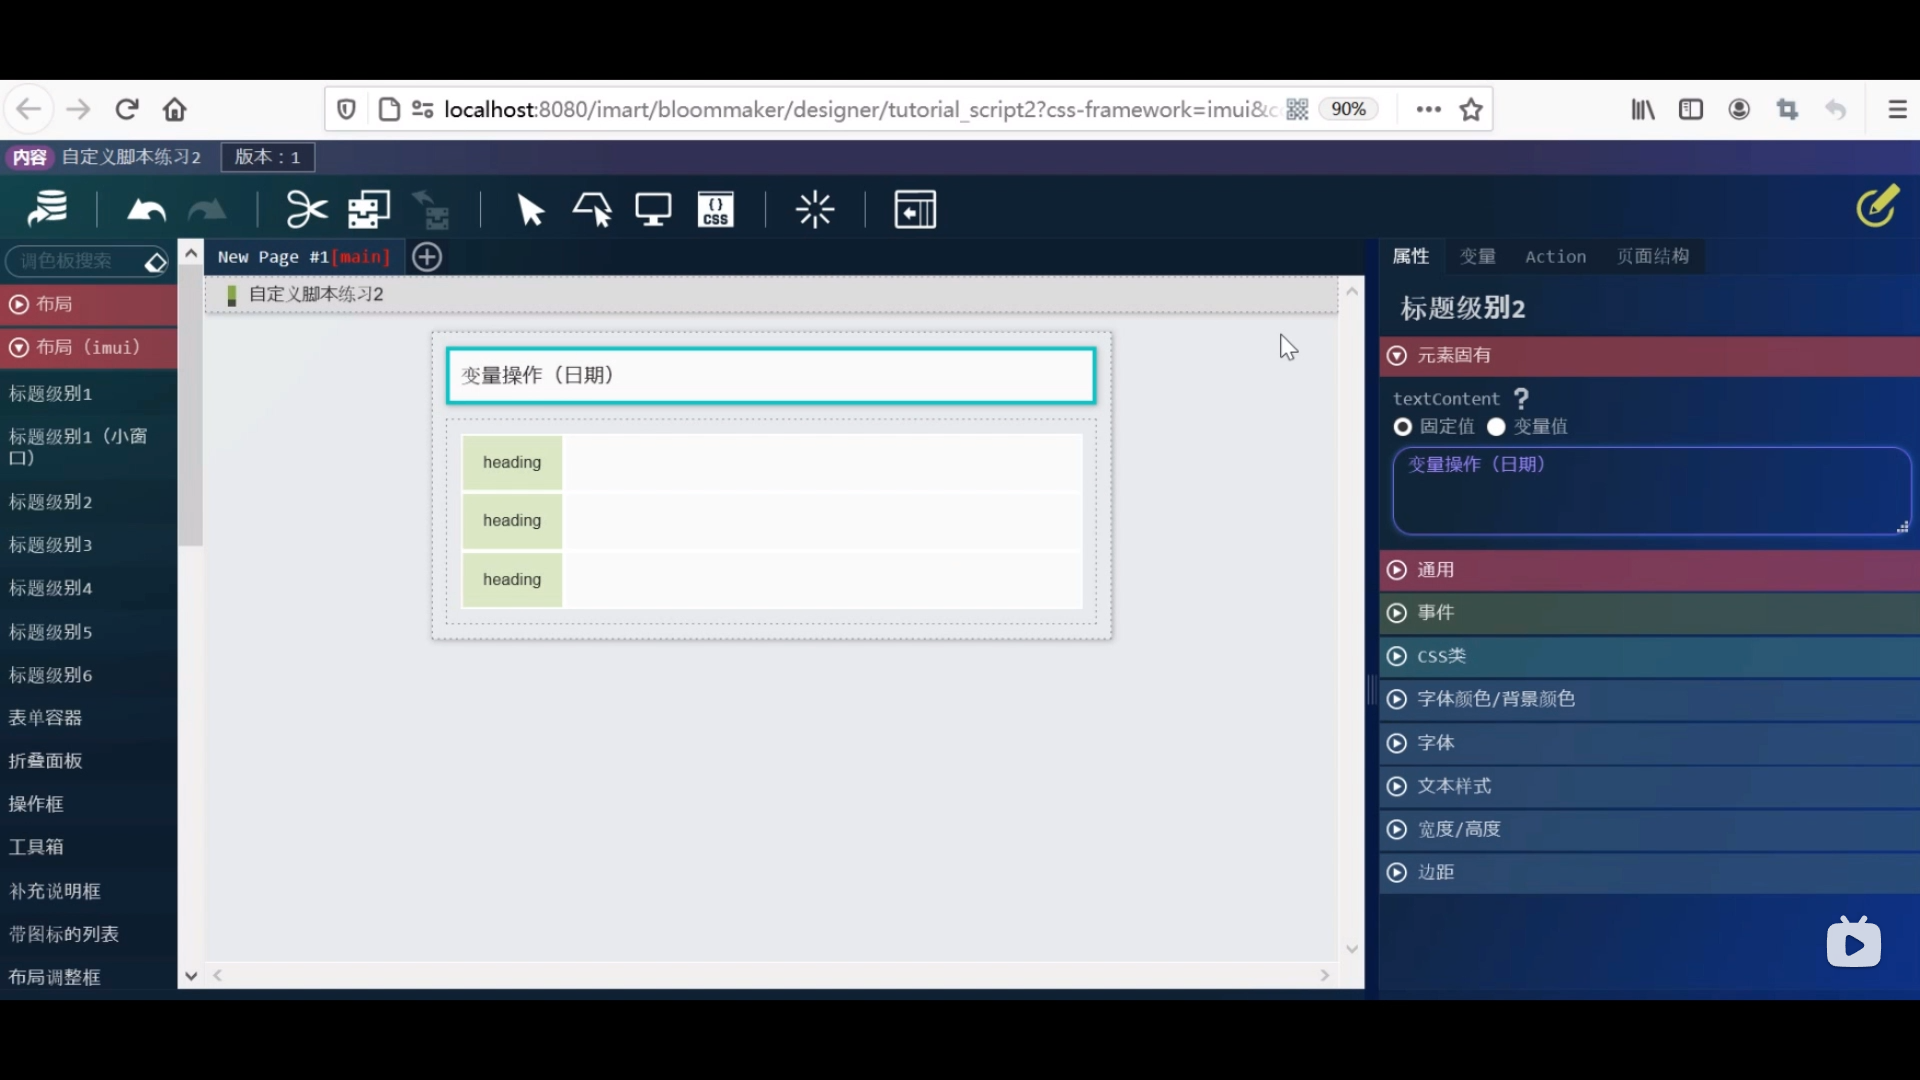 localhost:8080/imart/bloommaker/designer/tutorial_script2?css-framework=imui&c
90%
内容 自定义脚本练习2 版本：1
{} CSS
调色板搜索
布局
布局（imui）
标题级别1
标题级别1（小窗
口）
标题级别2
标题级别3
标题级别4
标题级别5
标题级别6
表单容器
折叠面板
操作框
工具箱
补充说明框
带图标的列表
布局调整框
New Page #1[main]
自定义脚本练习2
变量操作（日期）
heading
heading
heading
属性 变量 Action 页面结构
标题级别2
元素固有
textContent ?
固定值 变量值
变量操作（日期）
通用
事件
CSS类
字体颜色/背景颜色
字体
文本样式
宽度/高度
边距